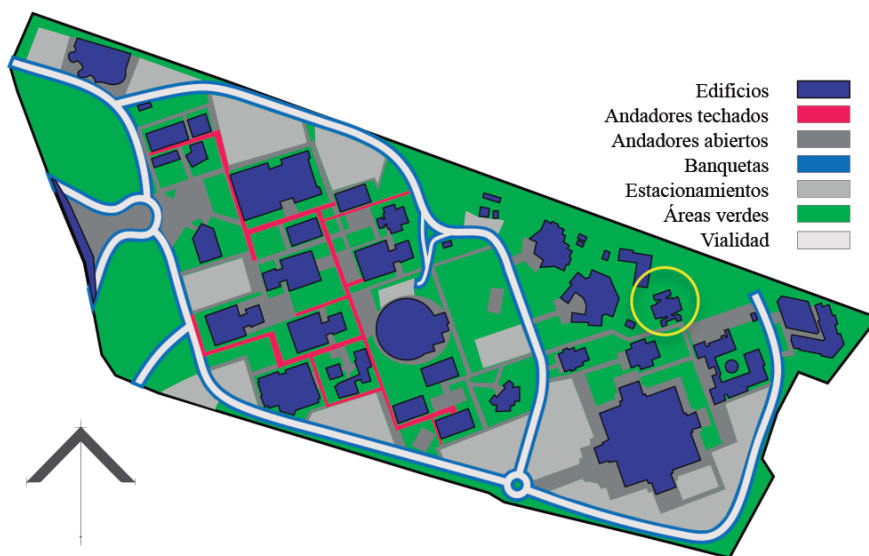 Edificios
Andadores techados
Andadores abiertos
Banquetas
Estacionamientos
Áreas verdes
Vialidad